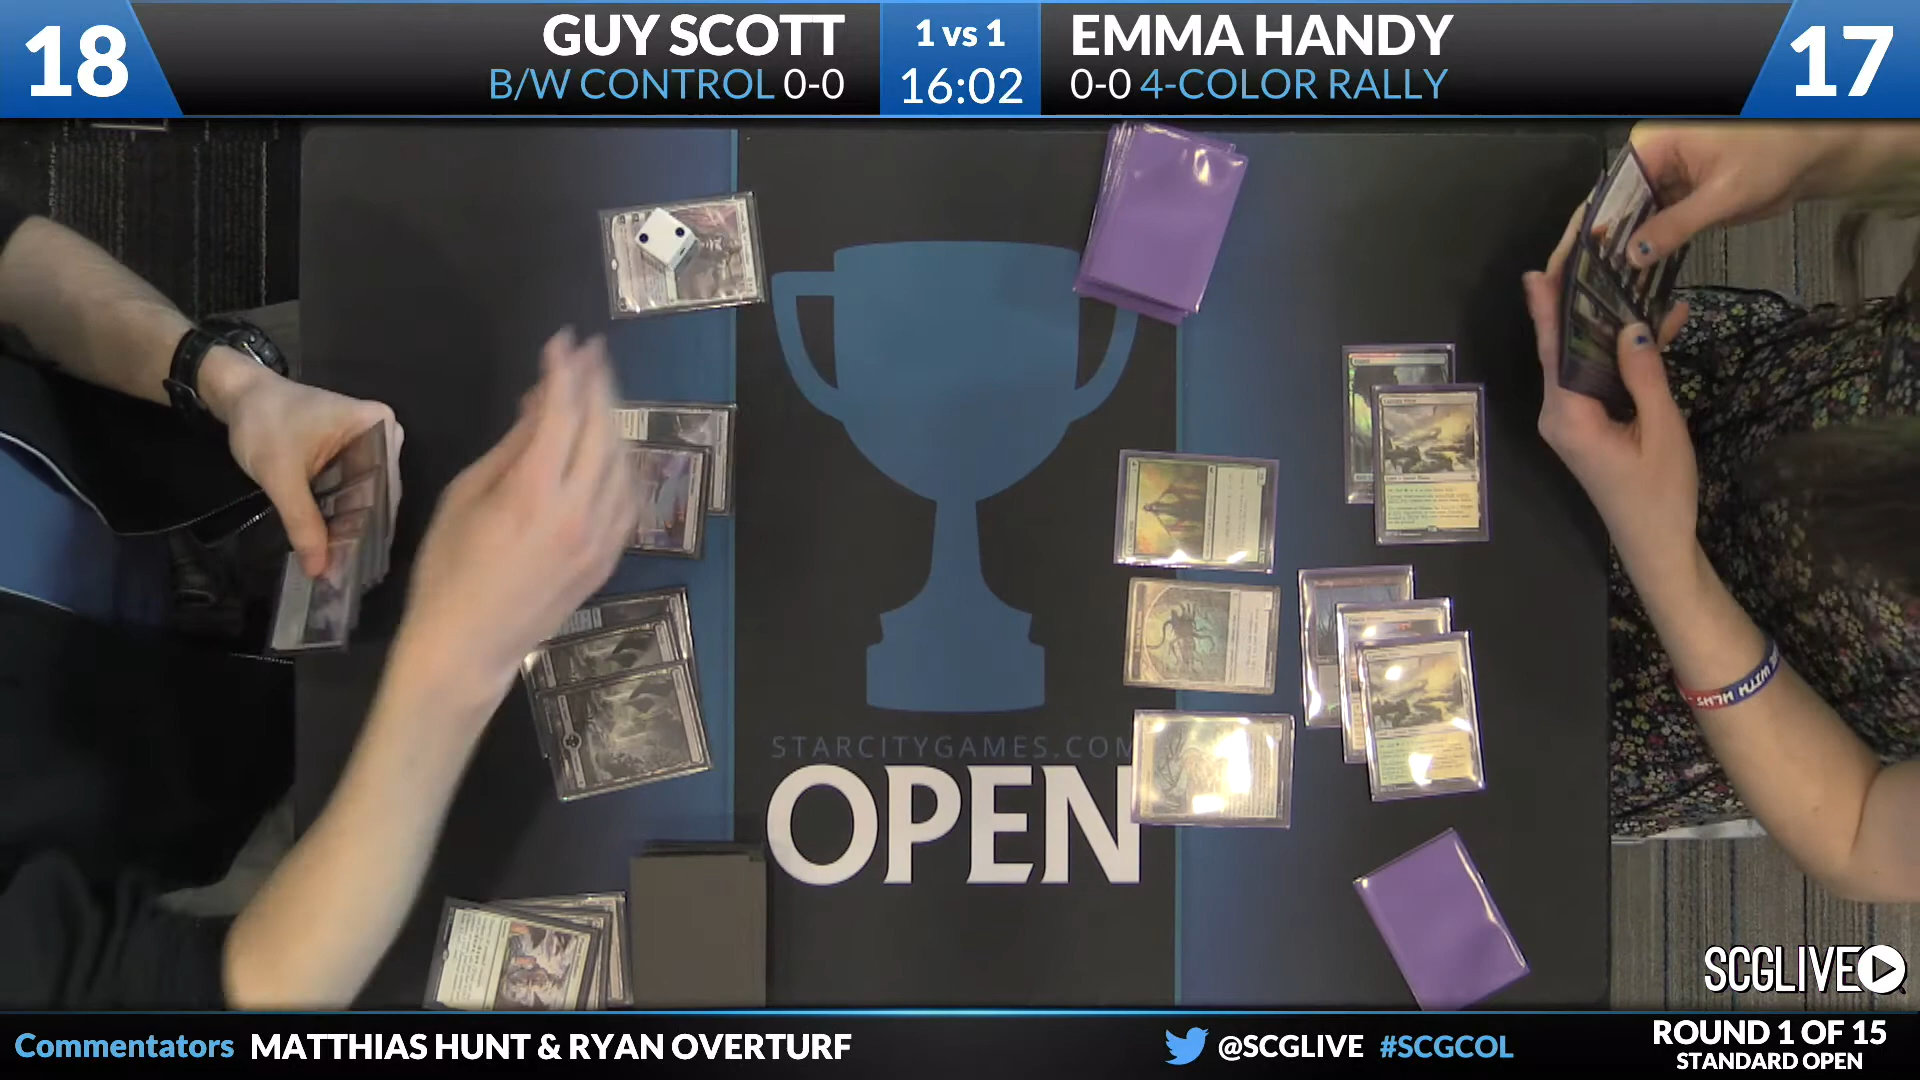 18
GUY SCOTT
B/W CONTROL 0-0
1 vs 1
16:02
EMMA HANDY
0-0 4-COLOR RALLY
17
STARCITYGAMES.COM
OPEN
SCGLIVE
Commentators MATTHIAS HUNT & RYAN OVERTURF
@SCGLIVE #SCGCOL
ROUND 1 OF 15
STANDARD OPEN